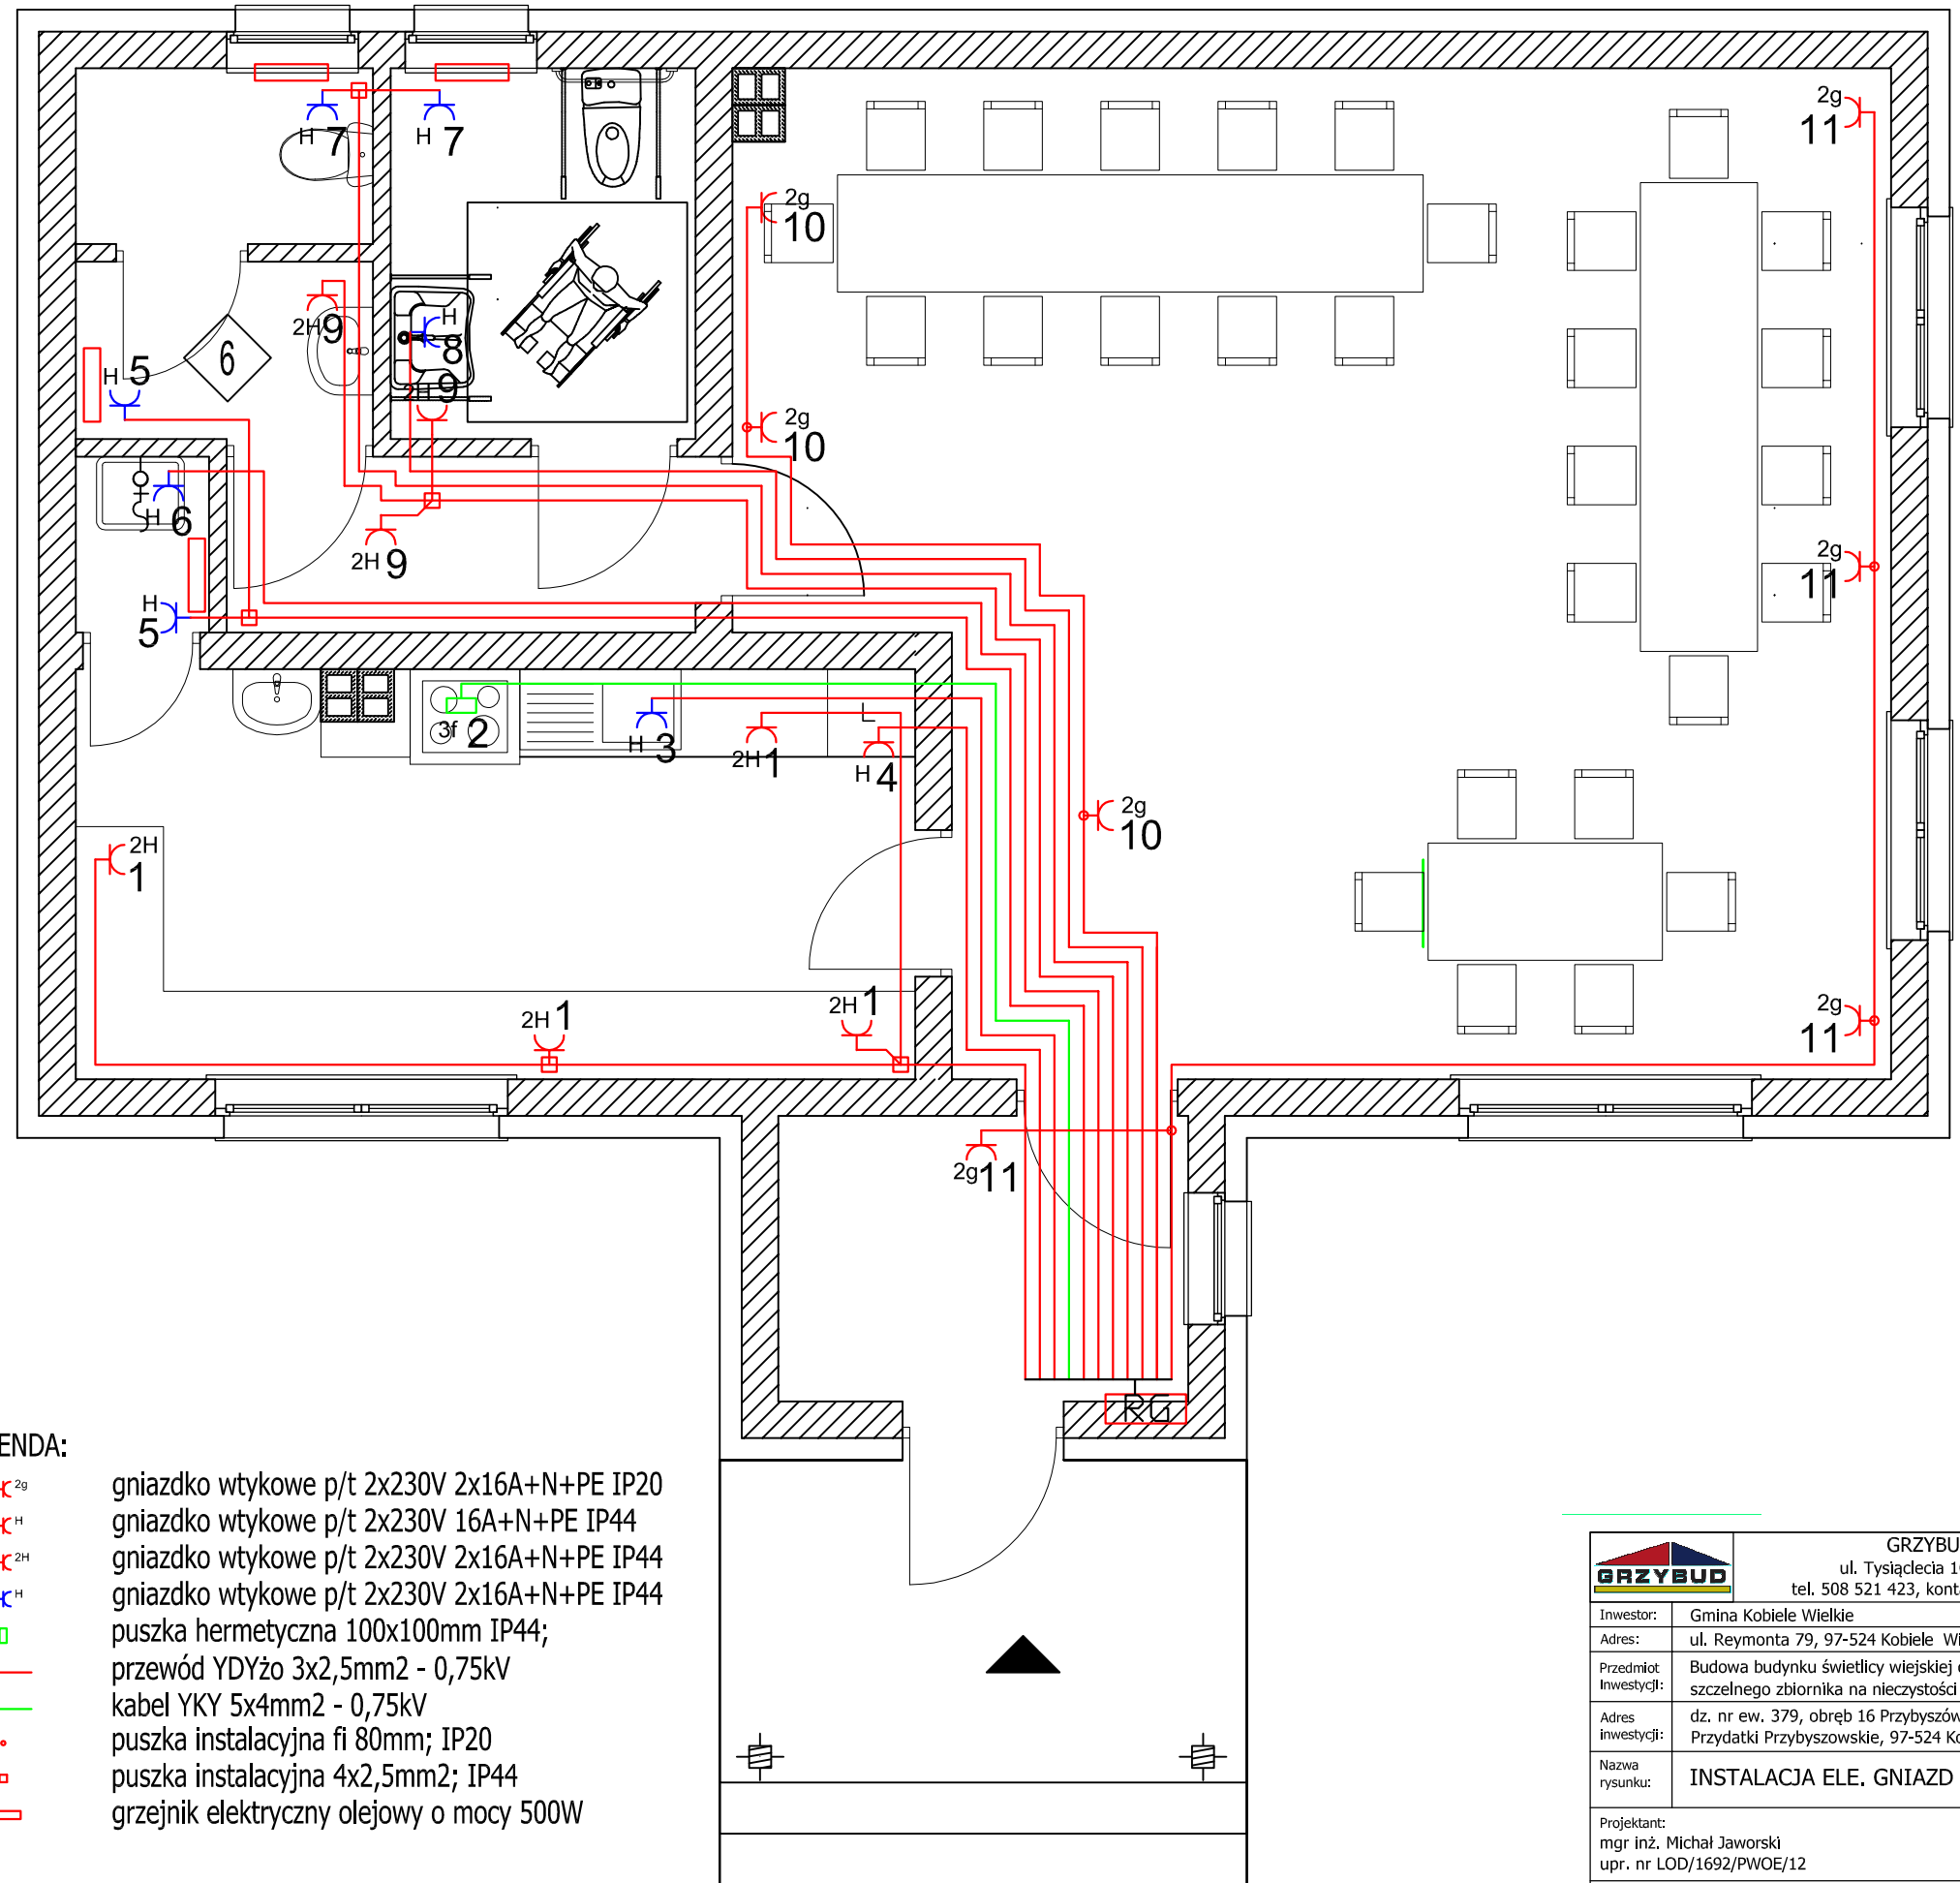 H 7
H 7
2g
11
2g
10
2H 9
H
8
6
H 5
2H 9
2g
10
H 6
2H 9
2g
11
H
5
3f 2
H 3
2H 1
L
H 4
2g
10
2H
1
2H 1
2H 1
2g
11
2g 11
RG
ENDA:
2g gniazdko wtykowe p/t 2x230V 2x16A+N+PE IP20
H gniazdko wtykowe p/t 2x230V 16A+N+PE IP44
2H gniazdko wtykowe p/t 2x230V 2x16A+N+PE IP44
H gniazdko wtykowe p/t 2x230V 2x16A+N+PE IP44
puszka hermetyczna 100x100mm IP44;
przewód YDYżo 3x2,5mm2 - 0,75kV
kabel YKY 5x4mm2 - 0,75kV
puszka instalacyjna fi 80mm; IP20
puszka instalacyjna 4x2,5mm2; IP44
grzejnik elektryczny olejowy o mocy 500W
GRZYBUD
GRZYBU
ul. Tysiąclecia 1
tel. 508 521 423, kont
Inwestor: Gmina Kobiele Wielkie
Adres: ul. Reymonta 79, 97-524 Kobiele Wi
Przedmiot Inwestycji: Budowa budynku świetlicy wiejskiej
szczelnego zbiornika na nieczystości
Adres inwestycji: dz. nr ew. 379, obręb 16 Przybyszów
Przydatki Przybyszowskie, 97-524 Ko
Nazwa rysunku: INSTALACJA ELE. GNIAZD
Projektant:
mgr inż. Michał Jaworski
upr. nr LOD/1692/PWOE/12